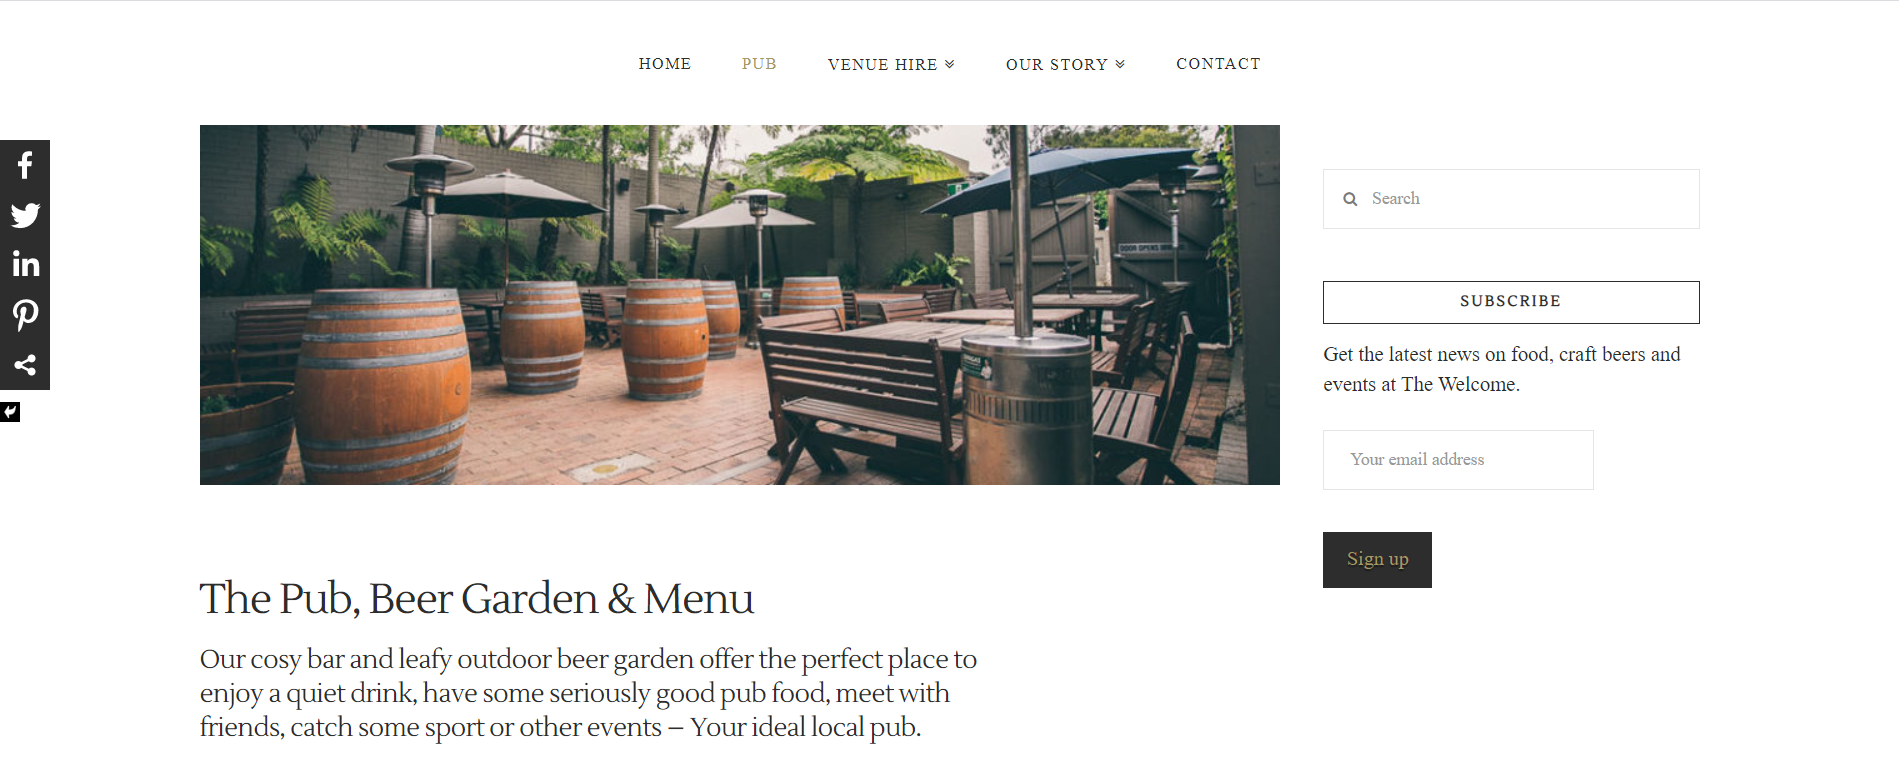 HOME PUB VENUE HIRE OUR STORY CONTACT
DOOR OPENS
Search
SUBSCRIBE
Get the latest news on food, craft beers and
events at The Welcome.
Your email address
Sign up
The Pub, Beer Garden & Menu
Our cosy bar and leafy outdoor beer garden offer the perfect place to
enjoy a quiet drink, have some seriously good pub food, meet with
friends, catch some sport or other events – Your ideal local pub.